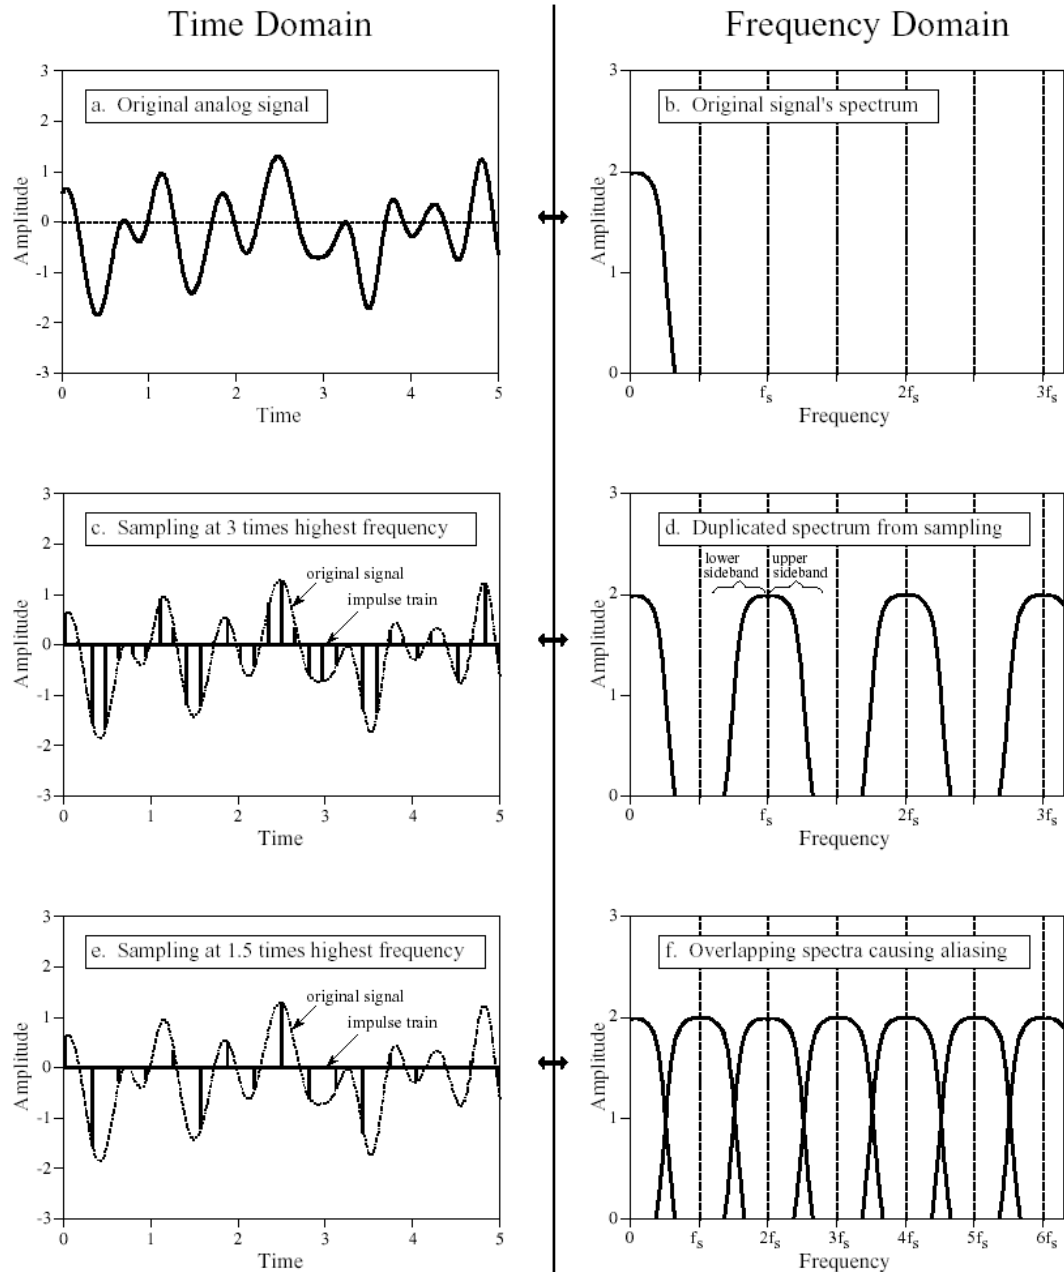 Time Domain
Frequency Domain
a. Original analog signal
3
2
1
0
-1
-2
-3
Amplitude
0 1 2 3 4 5
Time
b. Original signal's spectrum
3
2
1
0
Amplitude
0 fs 2fs 3fs
Frequency
c. Sampling at 3 times highest frequency
original signal
impulse train
3
2
1
0
-1
-2
-3
Amplitude
0 1 2 3 4 5
Time
d. Duplicated spectrum from sampling
lower
sideband
upper
sideband
3
2
1
0
Amplitude
0 fs 2fs 3fs
Frequency
e. Sampling at 1.5 times highest frequency
original signal
impulse train
3
2
1
0
-1
-2
-3
Amplitude
0 1 2 3 4 5
Time
f. Overlapping spectra causing aliasing
3
2
1
0
Amplitude
0 fs 2fs 3fs 4fs 5fs 6fs
Frequency